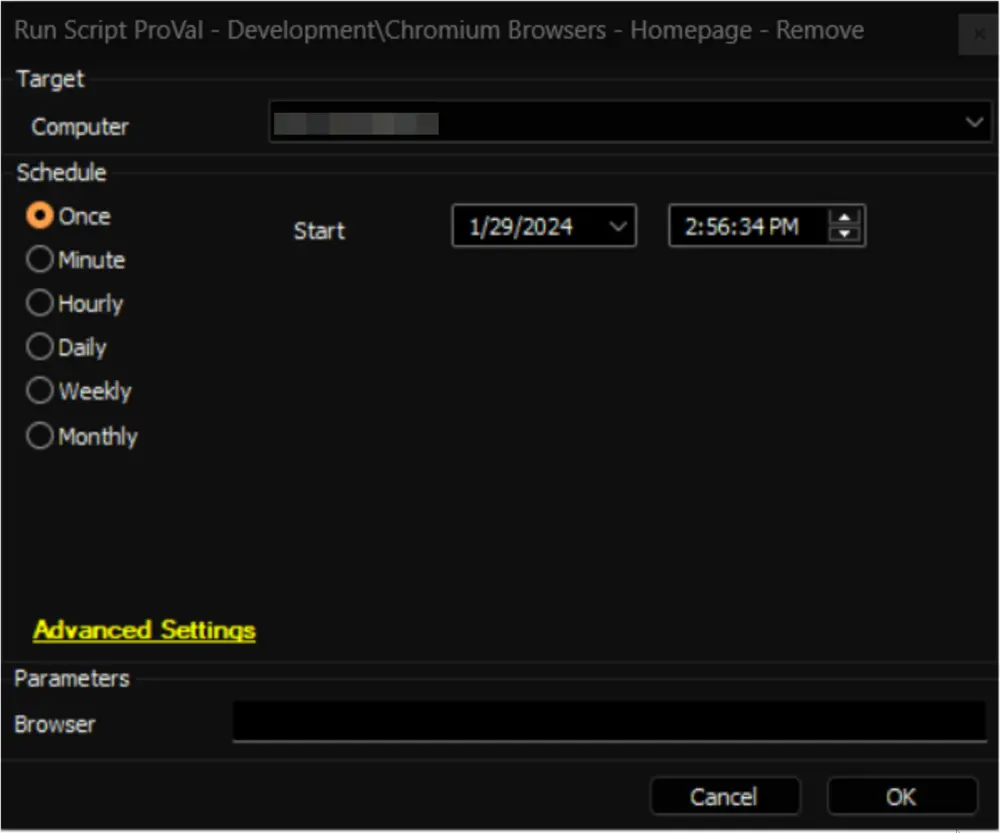 Run Script ProVal - Development\Chromium Browsers - Homepage - Remove
Target
Computer
Schedule
Once
Start 1/29/2024 2:56:34 PM
Minute
Hourly
Daily
Weekly
Monthly
Advanced Settings
Parameters
Browser
Cancel OK